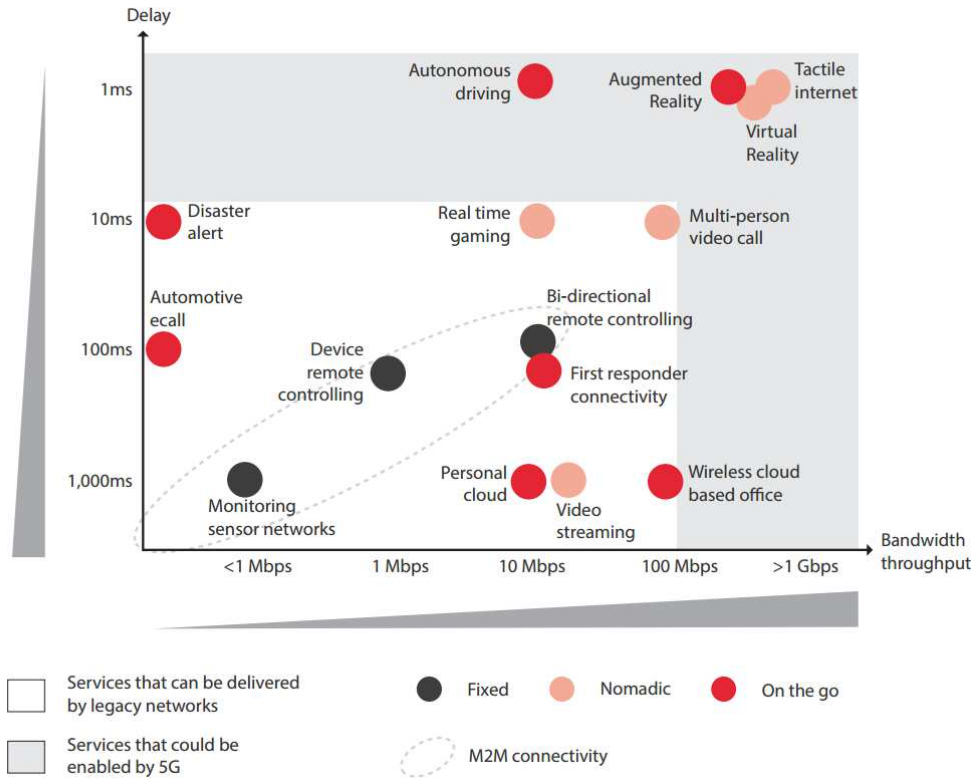 Delay
1ms
Autonomous
driving
Augmented
Reality
Tactile
internet
Virtual
Reality
10ms
Disaster
alert
Real time
gaming
Multi-person
video call
Automotive
ecall
100ms
Device
remote
controlling
Bi-directional
remote controlling
First responder
connectivity
1,000ms
Monitoring
sensor networks
Personal
cloud
Video
streaming
Wireless cloud
based office
Bandwidth
throughput
<1 Mbps
1 Mbps
10 Mbps
100 Mbps
>1 Gbps
Services that can be delivered
by legacy networks
Fixed
Nomadic
On the go
Services that could be
enabled by 5G
M2M connectivity